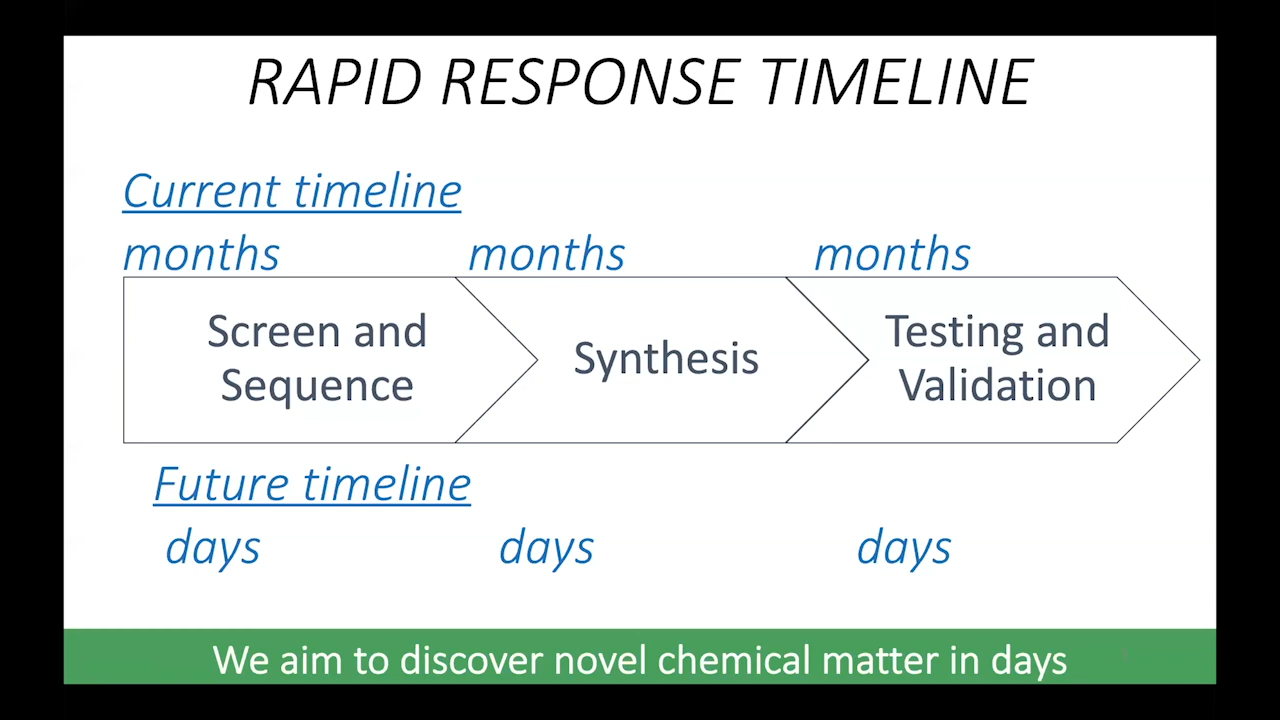 RAPID RESPONSE TIMELINE
Current timeline
months months months
Screen and
Sequence
Synthesis
Testing and
Validation
Future timeline
days days days
We aim to discover novel chemical matter in days